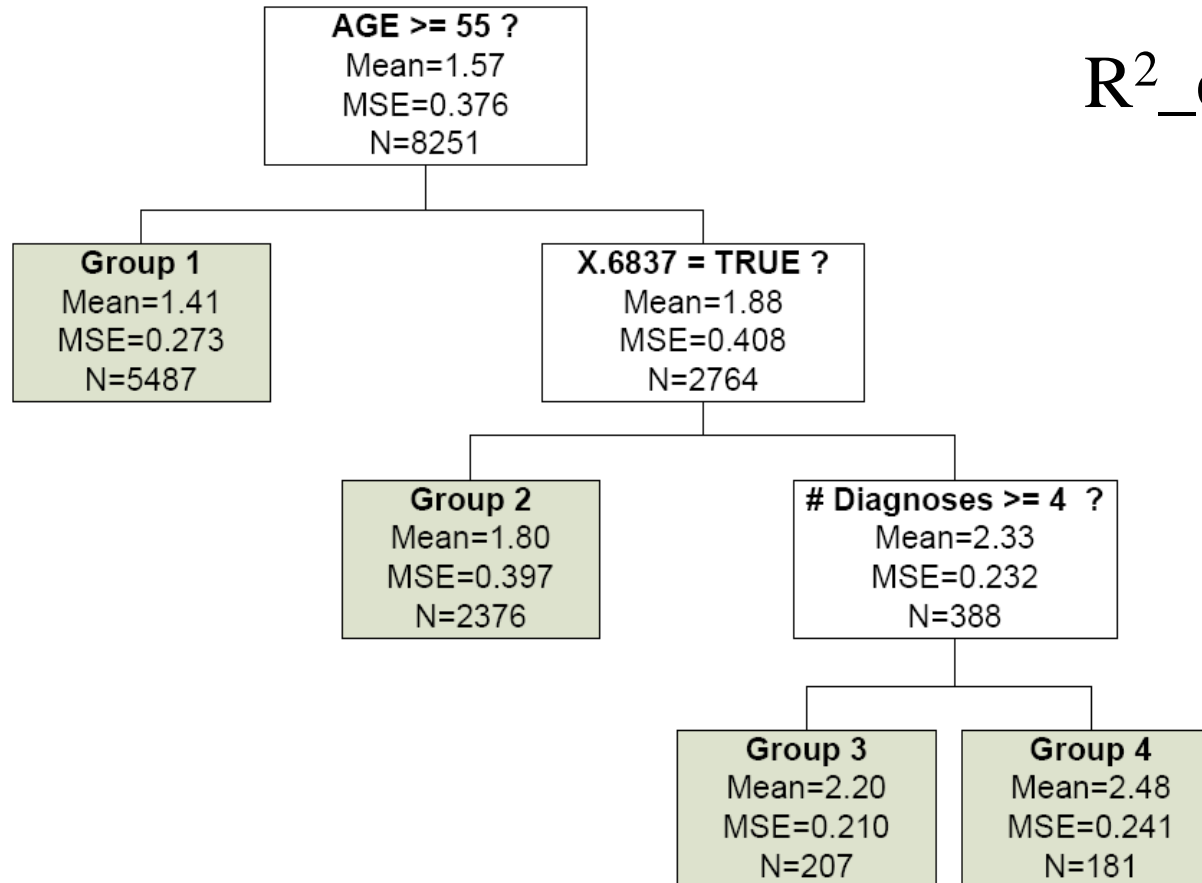 AGE >= 55 ?
Mean=1.57
MSE=0.376
N=8251
R²_
Group 1
Mean=1.41
MSE=0.273
N=5487
X.6837 = TRUE ?
Mean=1.88
MSE=0.408
N=2764
Group 2
Mean=1.80
MSE=0.397
N=2376
# Diagnoses >= 4 ?
Mean=2.33
MSE=0.232
N=388
Group 3
Mean=2.20
MSE=0.210
N=207
Group 4
Mean=2.48
MSE=0.241
N=181